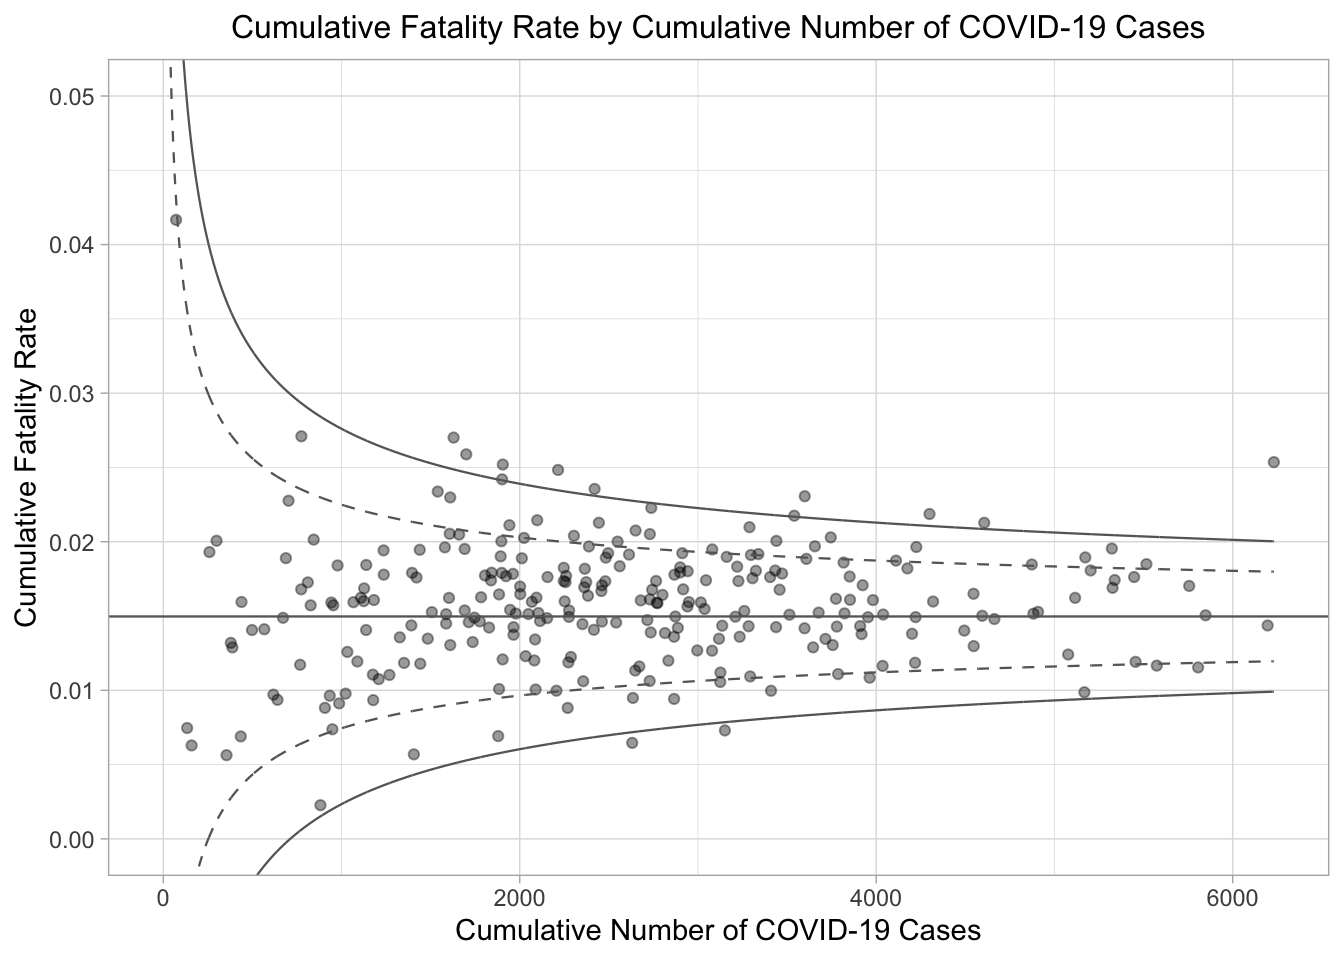 Cumulative Fatality Rate by Cumulative Number of COVID-19 Cases
Cumulative Fatality Rate
0.05
0.04
0.03
0.02
0.01
0.00
0 2000 4000 6000
Cumulative Number of COVID-19 Cases